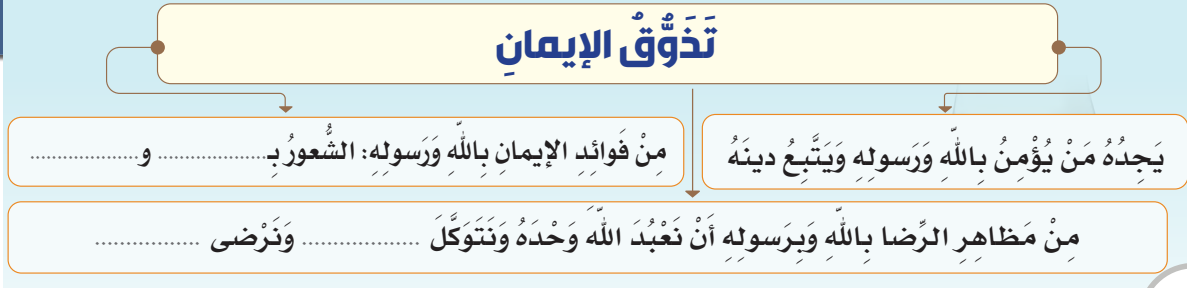 تَذَوُّقُ الإيمانِ
يَجِدُهُ مَنْ يُؤْمِنُ بِاللّٰهِ وَرَسولِهِ وَيَتَّبِعُ دينَهُ
مِنْ فَوائِدِ الإيمانِ بِاللّٰهِ وَرَسولِهِ: الشُّعورُ بِـ.................... و....................
مِنْ مَظاهِرِ الرِّضا بِاللّٰهِ وَبِرَسولِهِ أَنْ نَعْبُدَ اللّٰهَ وَحْدَهُ وَنَتَوَكَّلَ .................... وَنَرْضى ..................